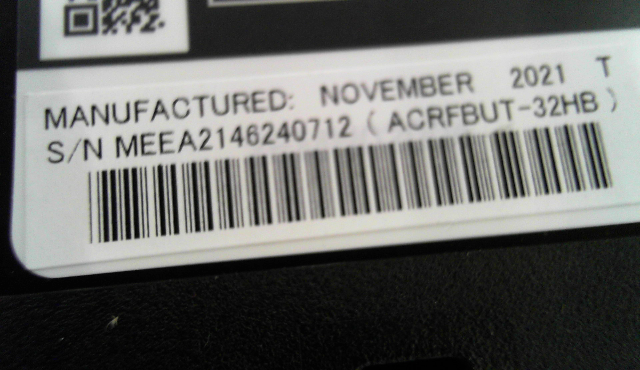 MANUFACTURED: NOVEMBER 2021 T
S/N MEEA2146240712 ( ACRFBUT-32HB )